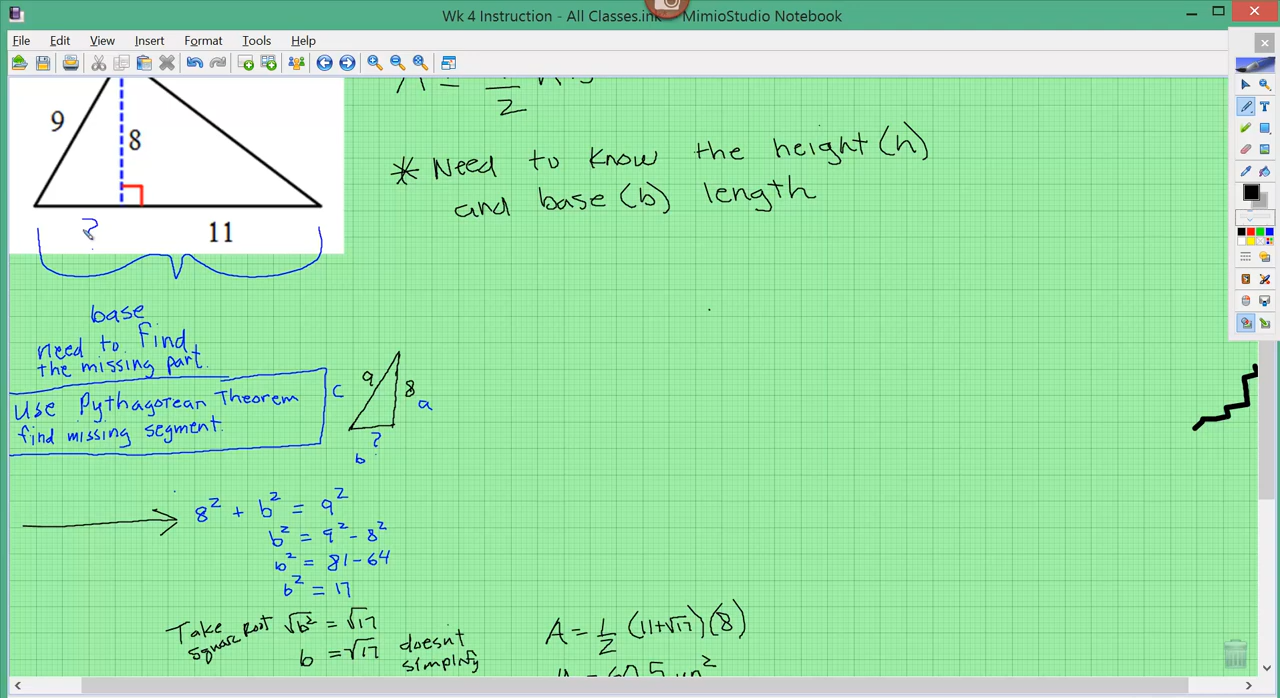 Wk 4 Instruction - All Classes.ink - MimioStudio Notebook
File Edit View Insert Format Tools Help
9
8
?
11
2
* Need to know the height (h)
and base (b) length
base
need to find
the missing part.
Use Pythagorean Theorem
find missing segment.
9
c
8
a
?
b
8² + b² = 9²
b² = 9² - 8²
b² = 81 - 64
b² = 17
Take
square root
√b² = √17
b = √17
doesn't
simplify
A = 1/2 (11+√17)(8)